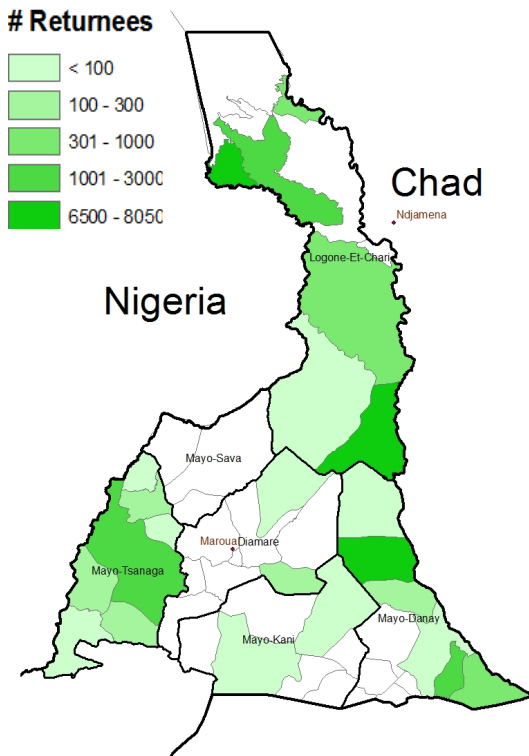 # Returnees
< 100
100 - 300
301 - 1000
1001 - 3000
6500 - 8050
Chad
Ndjamena
Logone-Et-Chari
Nigeria
Mayo-Sava
Maroua Diamare
Mayo-Tsanaga
Mayo-Danay
Mayo-Kani